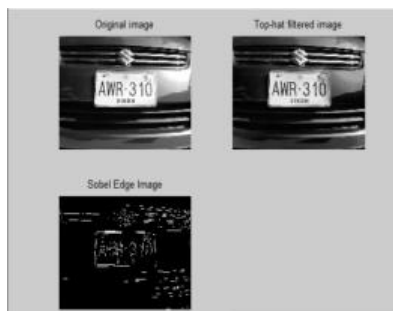 Original image
Top-hat filtered image
AWR-310
AWR-310
Sobel Edge Image